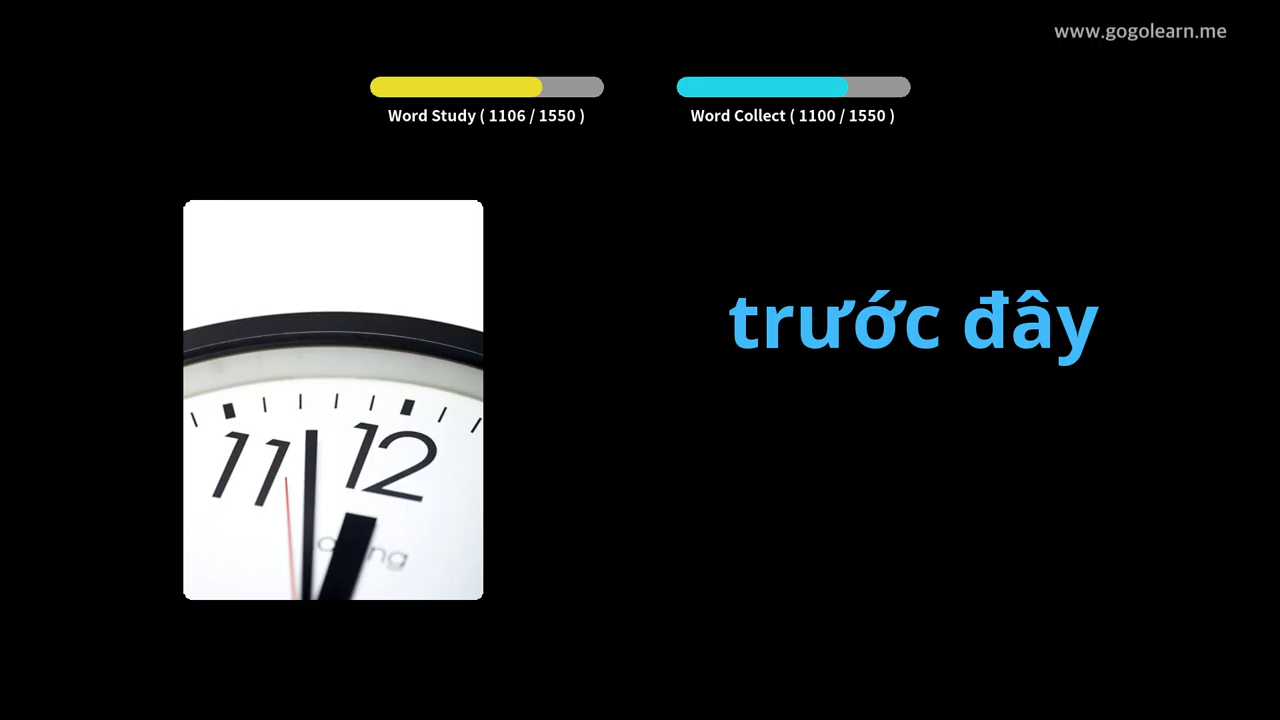 www.gogolearn.me
Word Study ( 1106 / 1550 )
Word Collect ( 1100 / 1550 )
trước đây
11
12